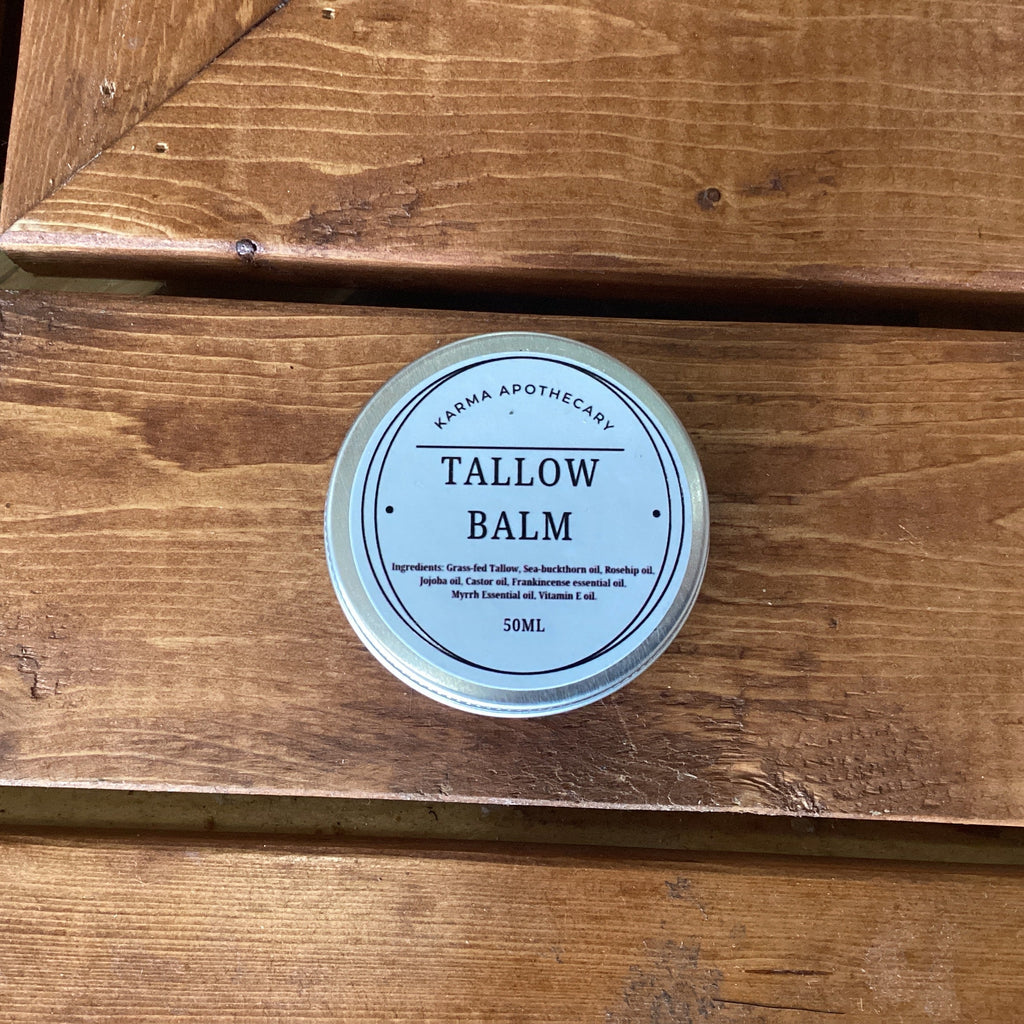 KARMA APOTHECARY
TALLOW
BALM
Ingredients: Grass-fed Tallow, Sea-buckthorn oil, Rosehip oil,
Jojoba oil, Castor oil, Frankincense essential oil,
Myrrh Essential oil, Vitamin E oil.
50ML